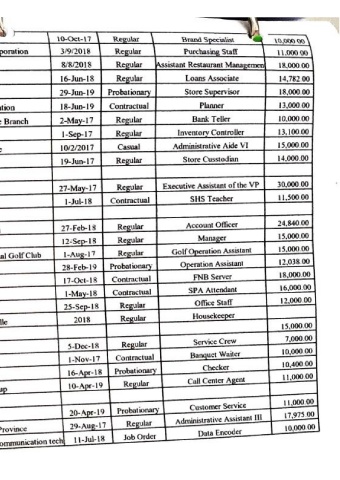 10-Oct-17 Regular Brand Specialist 10,000.00
poration 3/9/2018 Regular Purchasing Staff 11,000.00
8/8/2018 Regular Assistant Restaurant Managemen 18,000.00
16-Jun-18 Regular Loans Associate 14,782.00
29-Jun-19 Probationary Store Supervisor 18,000.00
ation 18-Jun-19 Contractual Planner 13,000.00
e Branch 2-May-17 Regular Bank Teller 10,000.00
1-Sep-17 Regular Inventory Controller 13,100.00
10/2/2017 Casual Administrative Aide VI 15,000.00
19-Jun-17 Regular Store Custodian 14,000.00
27-May-17 Regular Executive Assistant of the VP 30,000.00
1-Jul-18 Contractual SHS Teacher 11,500.00
27-Feb-18 Regular Account Officer 24,840.00
12-Sep-18 Regular Manager 15,000.00
al Golf Club 1-Aug-17 Regular Golf Operation Assistant 15,000.00
28-Feb-19 Probationary Operation Assistant 12,038.00
17-Oct-18 Contractual FNB Server 18,000.00
1-May-18 Contractual SPA Attendant 16,000.00
25-Sep-18 Regular Office Staff 12,000.00
lle 2018 Regular Housekeeper
15,000.00
5-Dec-18 Regular Service Crew 7,000.00
1-Nov-17 Contractual Banquet Waiter 10,000.00
16-Apr-18 Probationary Checker 10,400.00
up 10-Apr-19 Regular Call Center Agent 11,000.00
20-Apr-19 Probationary Customer Service 11,000.00
Province 29-Aug-17 Regular Administrative Assistant III 17,975.00
ommunication tech 11-Jul-18 Job Order Data Encoder 10,000.00